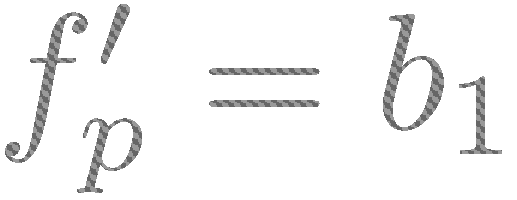 f'_p = b_1